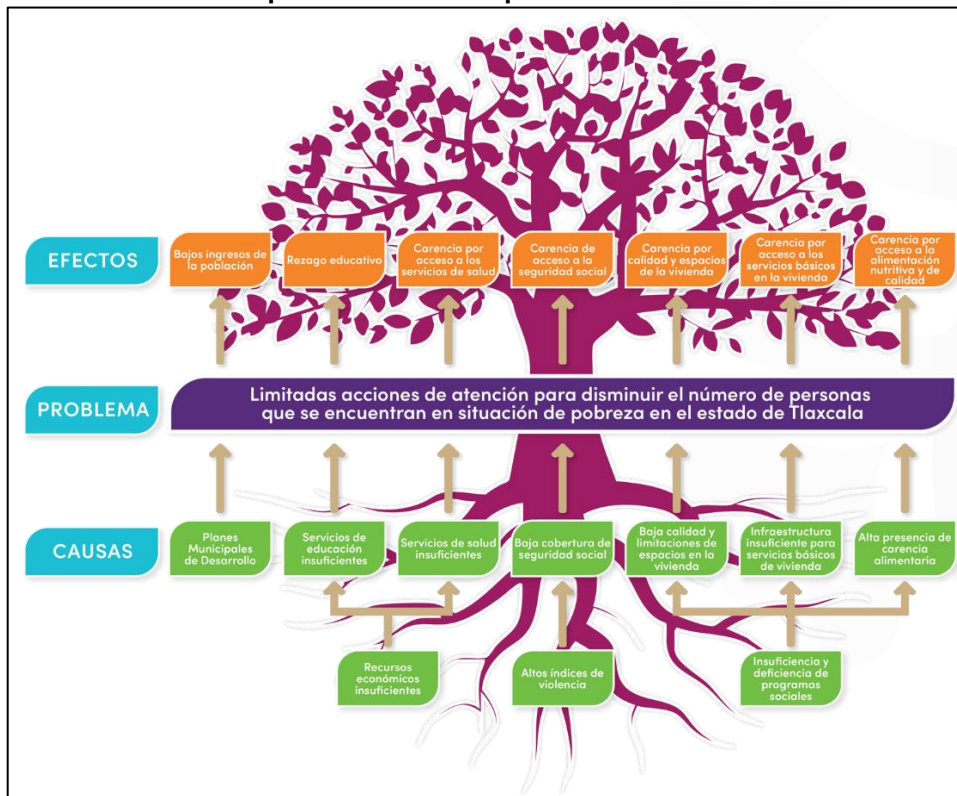 EFECTOS
Bajos ingresos de
la población
Rezago educativo
Carencia por
acceso a los
servicios de salud
Carencia de
acceso a la
seguridad social
Carencia por
calidad y espacios
de la vivienda
Carencia por
acceso a los
servicios básicos
en la vivienda
Carencia por
acceso a la
alimentación
nutritiva y de
calidad
PROBLEMA
Limitadas acciones de atención para disminuir el número de personas
que se encuentran en situación de pobreza en el estado de Tlaxcala
CAUSAS
Planes
Municipales
de Desarrollo
Servicios de
educación
insuficientes
Servicios de salud
insuficientes
Baja cobertura de
seguridad social
Baja calidad y
limitaciones de
espacios en la
vivienda
Infraestructura
insuficiente para
servicios básicos
de vivienda
Alta presencia de
carencia
alimentaria
Recursos
económicos
insuficientes
Altos índices de
violencia
Insuficiencia y
deficiencia de
programas
sociales